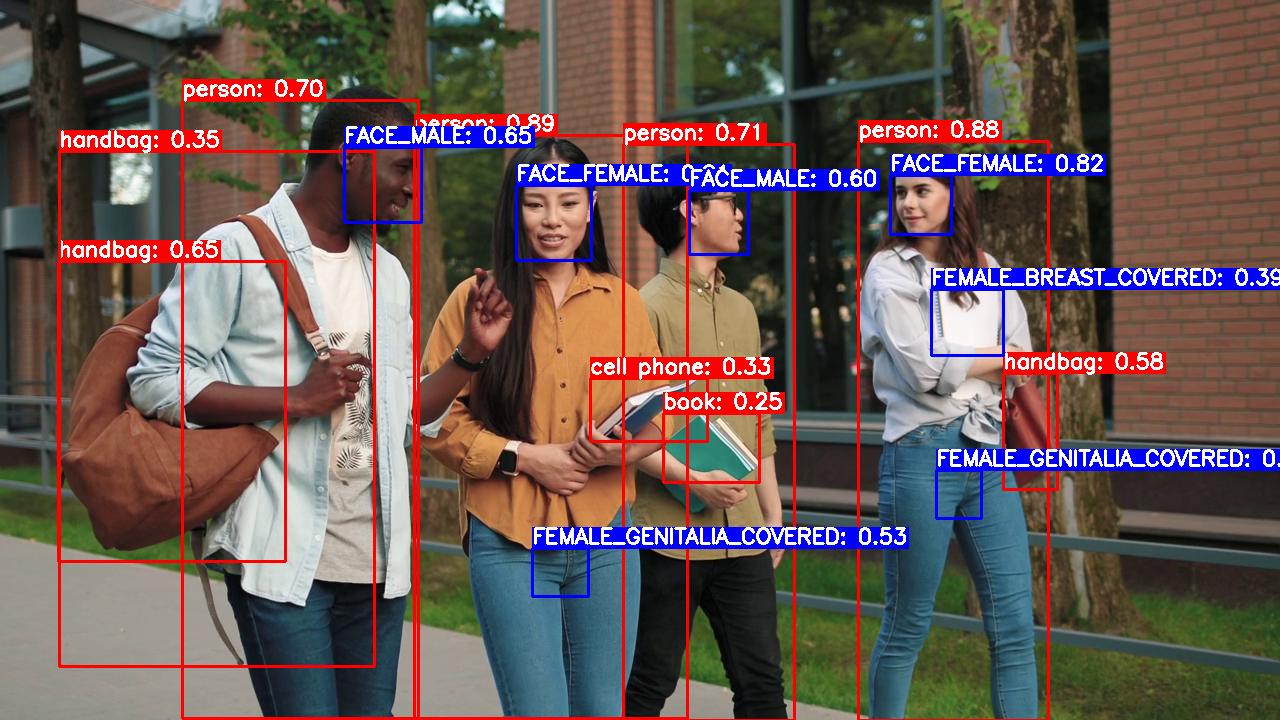 person: 0.70
person: 0.89
handbag: 0.35
FACE_MALE: 0.65
person: 0.71
person: 0.88
FACE_FEMALE: 0.
FACE_MALE: 0.60
FACE_FEMALE: 0.82
handbag: 0.65
FEMALE_BREAST_COVERED: 0.39
cell phone: 0.33
handbag: 0.58
book: 0.25
FEMALE_GENITALIA_COVERED: 0.
FEMALE_GENITALIA_COVERED: 0.53